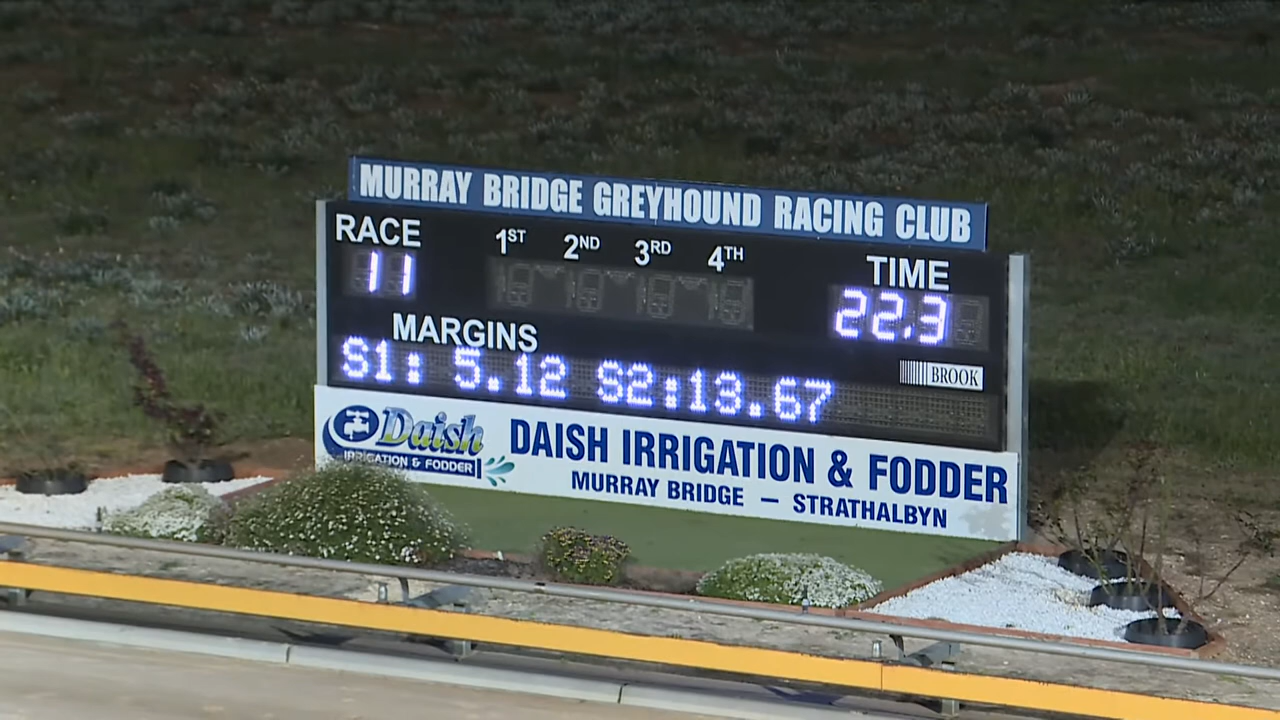 MURRAY BRIDGE GREYHOUND RACING CLUB
RACE 1ST 2ND 3RD 4TH TIME
11 22.3
MARGINS
S1: 5.12 S2:13.67
BROOK
Daish
IRRIGATION & FODDER
DAISH IRRIGATION & FODDER
MURRAY BRIDGE – STRATHALBYN